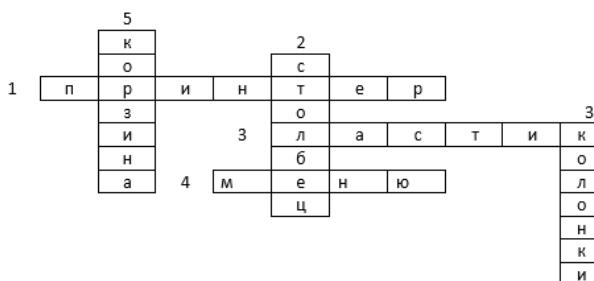 5
к 2
о с
1 п р и н т е р
з о 3
и 3 л а с т и к
н б о
а 4 м е н ю л
ц о
н
к
и